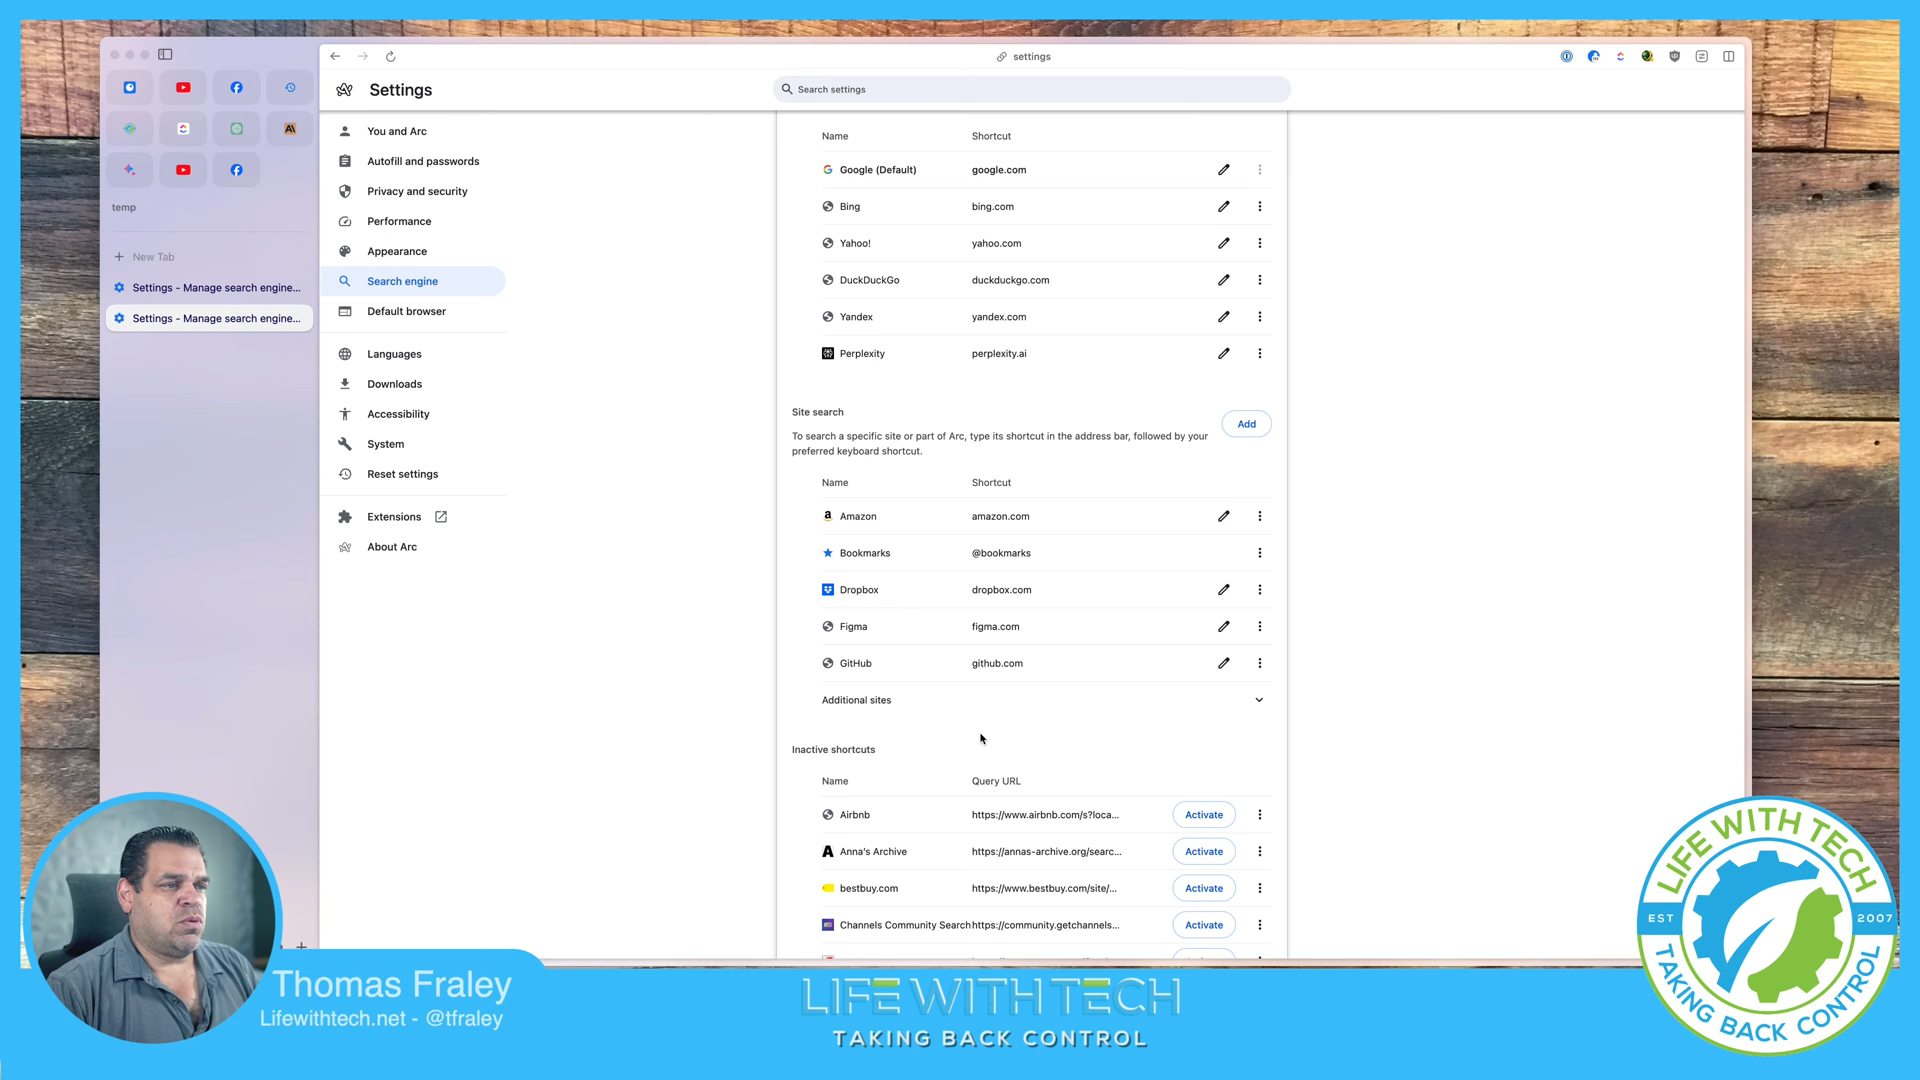 settings
Settings
Search settings
temp
New Tab
Settings - Manage search engine...
Settings - Manage search engine...
You and Arc
Autofill and passwords
Privacy and security
Performance
Appearance
Search engine
Default browser
Languages
Downloads
Accessibility
System
Reset settings
Extensions
About Arc
Name Shortcut
Google (Default) google.com
Bing bing.com
Yahoo! yahoo.com
DuckDuckGo duckduckgo.com
Yandex yandex.com
Perplexity perplexity.ai
Site search
Add
To search a specific site or part of Arc, type its shortcut in the address bar, followed by your
preferred keyboard shortcut.
Name Shortcut
Amazon amazon.com
Bookmarks @bookmarks
Dropbox dropbox.com
Figma figma.com
GitHub github.com
Additional sites
Inactive shortcuts
Name Query URL
Airbnb https://www.airbnb.com/s?loca... Activate
Anna's Archive https://annas-archive.org/searc... Activate
bestbuy.com https://www.bestbuy.com/site/... Activate
Channels Community Search https://community.getchannels... Activate
Thomas Fraley
Lifewithtech.net - @tfraley
LIFE WITH TECH
TAKING BACK CONTROL
LIFE WITH TECH
EST 2007
TAKING BACK CONTROL